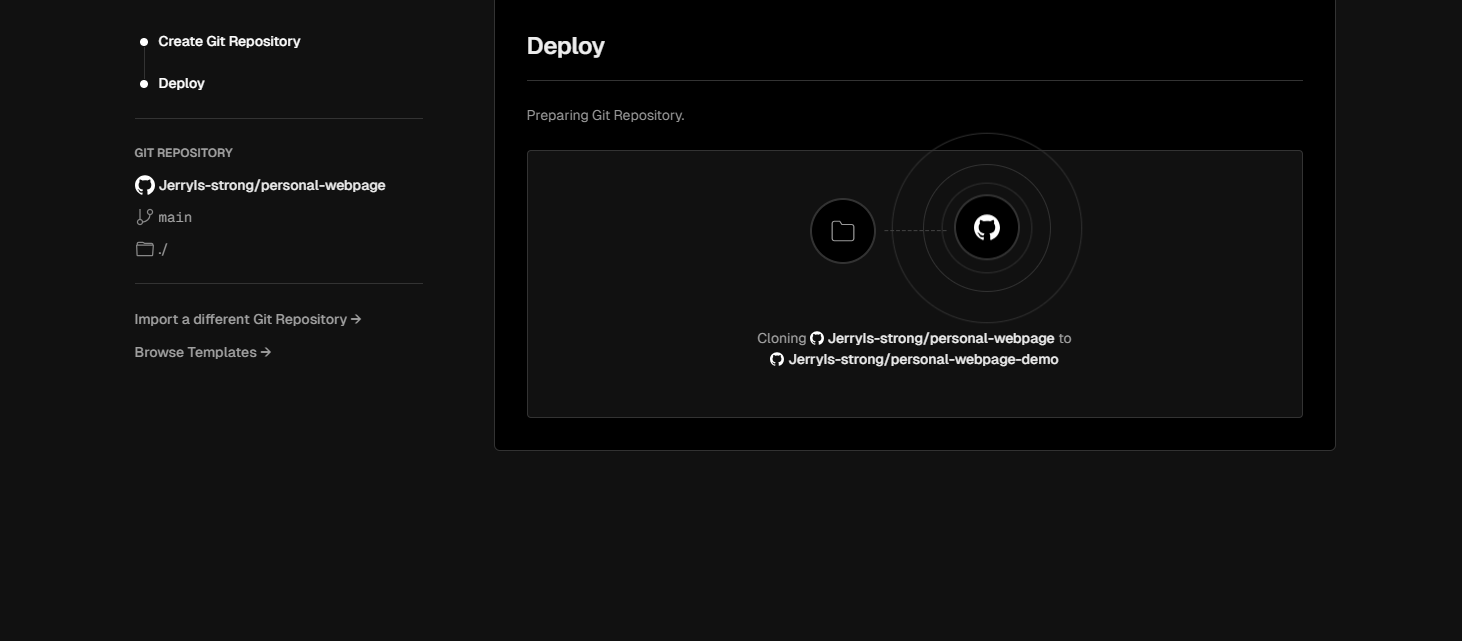 Create Git Repository
Deploy
GIT REPOSITORY
JerryIs-strong/personal-webpage
main
./
Import a different Git Repository →
Browse Templates →
Deploy
Preparing Git Repository.
Cloning JerryIs-strong/personal-webpage to
JerryIs-strong/personal-webpage-demo